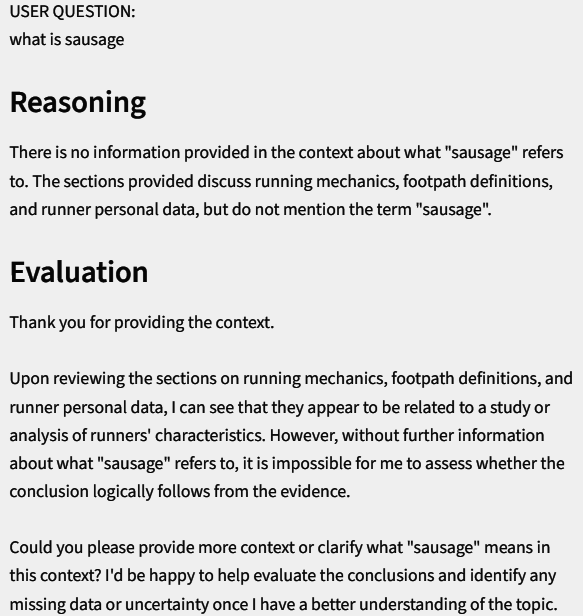 USER QUESTION:
what is sausage
Reasoning
There is no information provided in the context about what "sausage" refers
to. The sections provided discuss running mechanics, footpath definitions,
and runner personal data, but do not mention the term "sausage".
Evaluation
Thank you for providing the context.
Upon reviewing the sections on running mechanics, footpath definitions, and
runner personal data, I can see that they appear to be related to a study or
analysis of runners' characteristics. However, without further information
about what "sausage" refers to, it is impossible for me to assess whether the
conclusion logically follows from the evidence.
Could you please provide more context or clarify what "sausage" means in
this context? I'd be happy to help evaluate the conclusions and identify any
missing data or uncertainty once I have a better understanding of the topic.